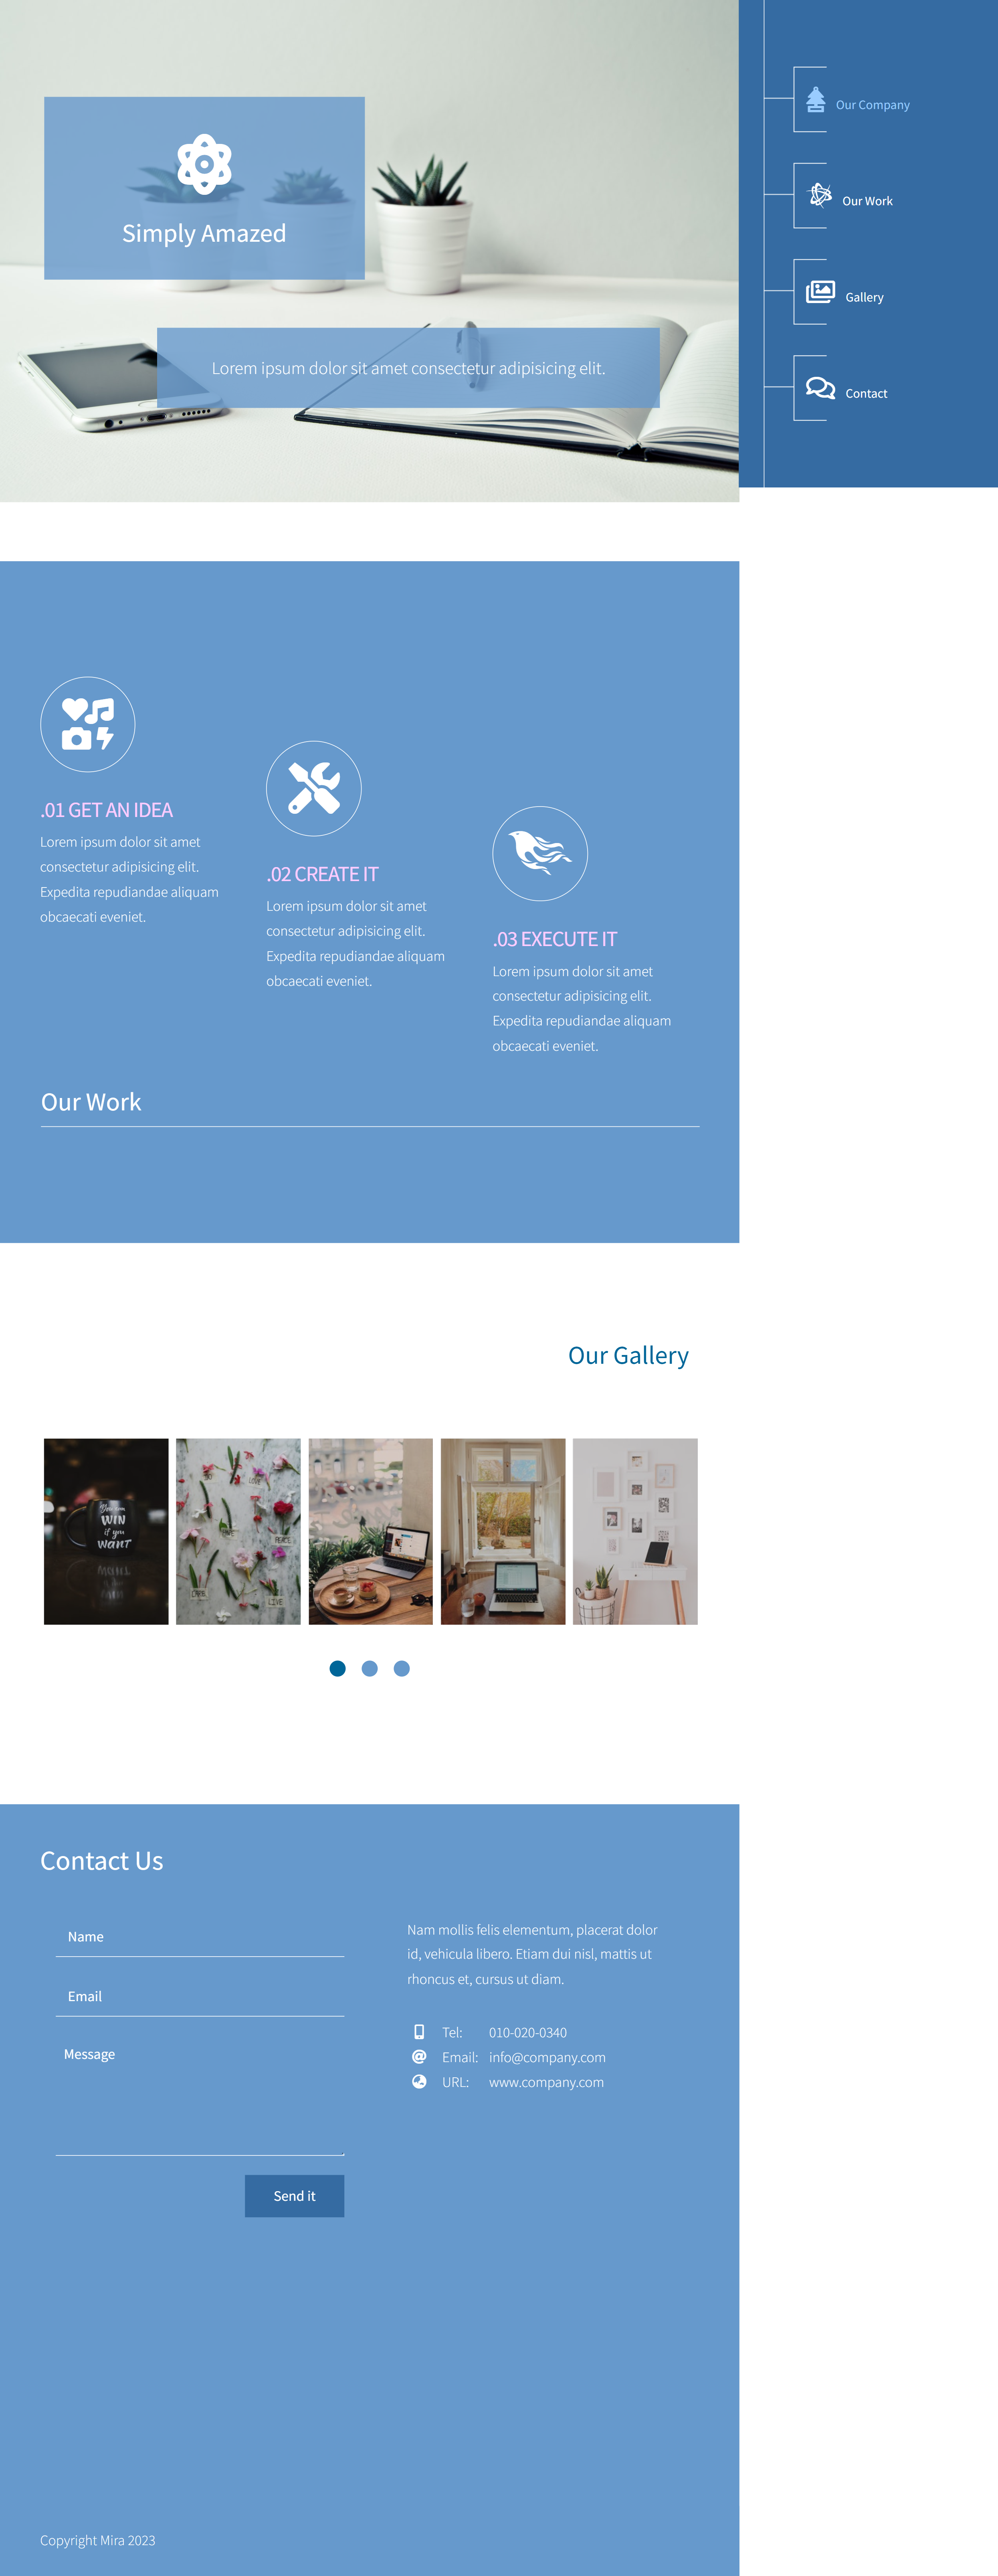 Simply Amazed
Lorem ipsum dolor sit amet consectetur adipisicing elit.
Our Company
Our Work
Gallery
Contact
.01 GET AN IDEA
Lorem ipsum dolor sit amet
consectetur adipisicing elit.
Expedita repudiandae aliquam
obcaecati eveniet.
.02 CREATE IT
Lorem ipsum dolor sit amet
consectetur adipisicing elit.
Expedita repudiandae aliquam
obcaecati eveniet.
.03 EXECUTE IT
Lorem ipsum dolor sit amet
consectetur adipisicing elit.
Expedita repudiandae aliquam
obcaecati eveniet.
Our Work
Our Gallery
You can
WIN
if you
WANT
LOVE
PEACE
CARE
LIVE
Contact Us
Name
Email
Message
Send it
Nam mollis felis elementum, placerat dolor
id, vehicula libero. Etiam dui nisl, mattis ut
rhoncus et, cursus ut diam.
Tel: 010-020-0340
Email: info@company.com
URL: www.company.com
Copyright Mira 2023